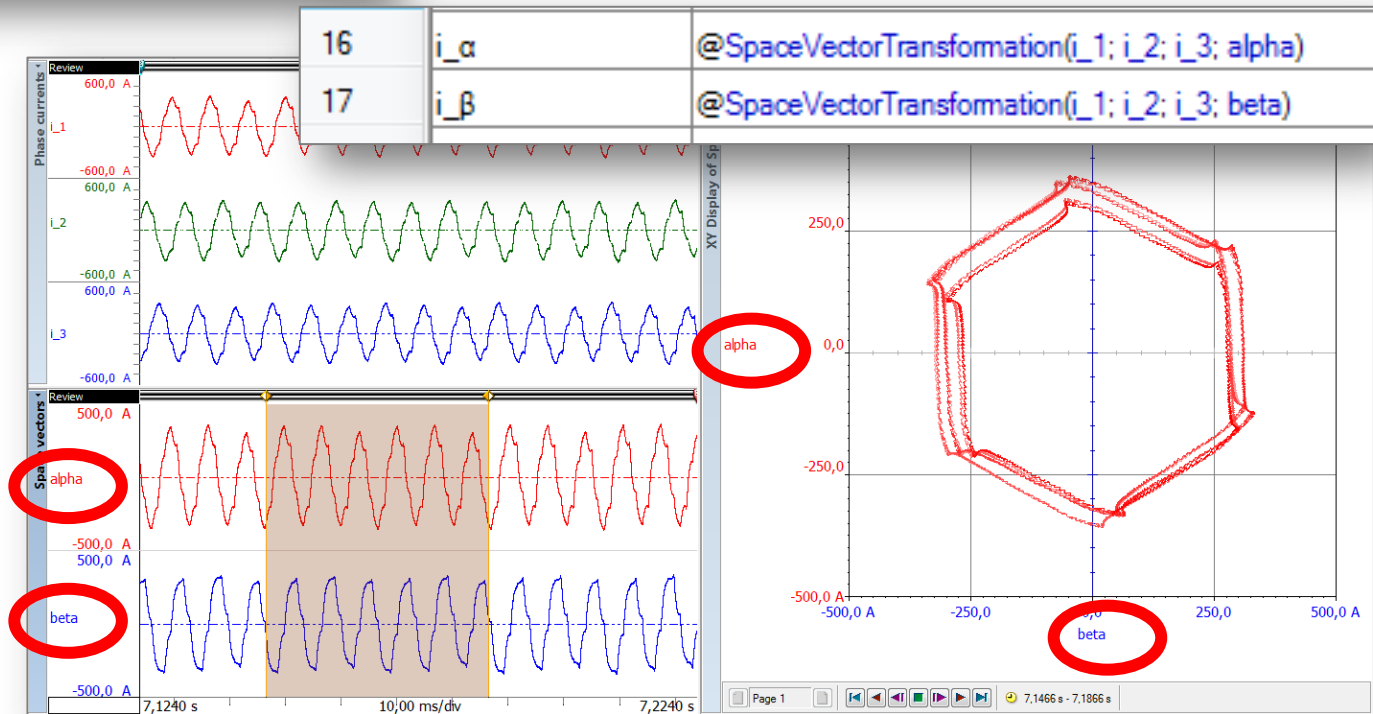 16 i_α @SpaceVectorTransformation(i_1; i_2; i_3; alpha)
17 i_β @SpaceVectorTransformation(i_1; i_2; i_3; beta)
Phase currents
Review
600,0 A
i_1
-600,0 A
600,0 A
i_2
-600,0 A
600,0 A
i_3
-600,0 A
Space vectors
Review
500,0 A
alpha
-500,0 A
500,0 A
beta
-500,0 A
7,1240 s 10,00 ms/div 7,2240 s
XY Display of Sp
250,0
alpha
0,0
-250,0
-500,0 A
-500,0 A -250,0 0,0 250,0 500,0 A
beta
Page 1 7,1466 s - 7,1866 s